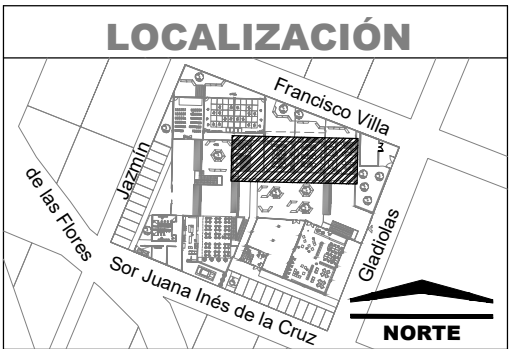 LOCALIZACIÓN
Francisco Villa
Jazmín
de las Flores
Gladiolas
Sor Juana Inés de la Cruz
NORTE